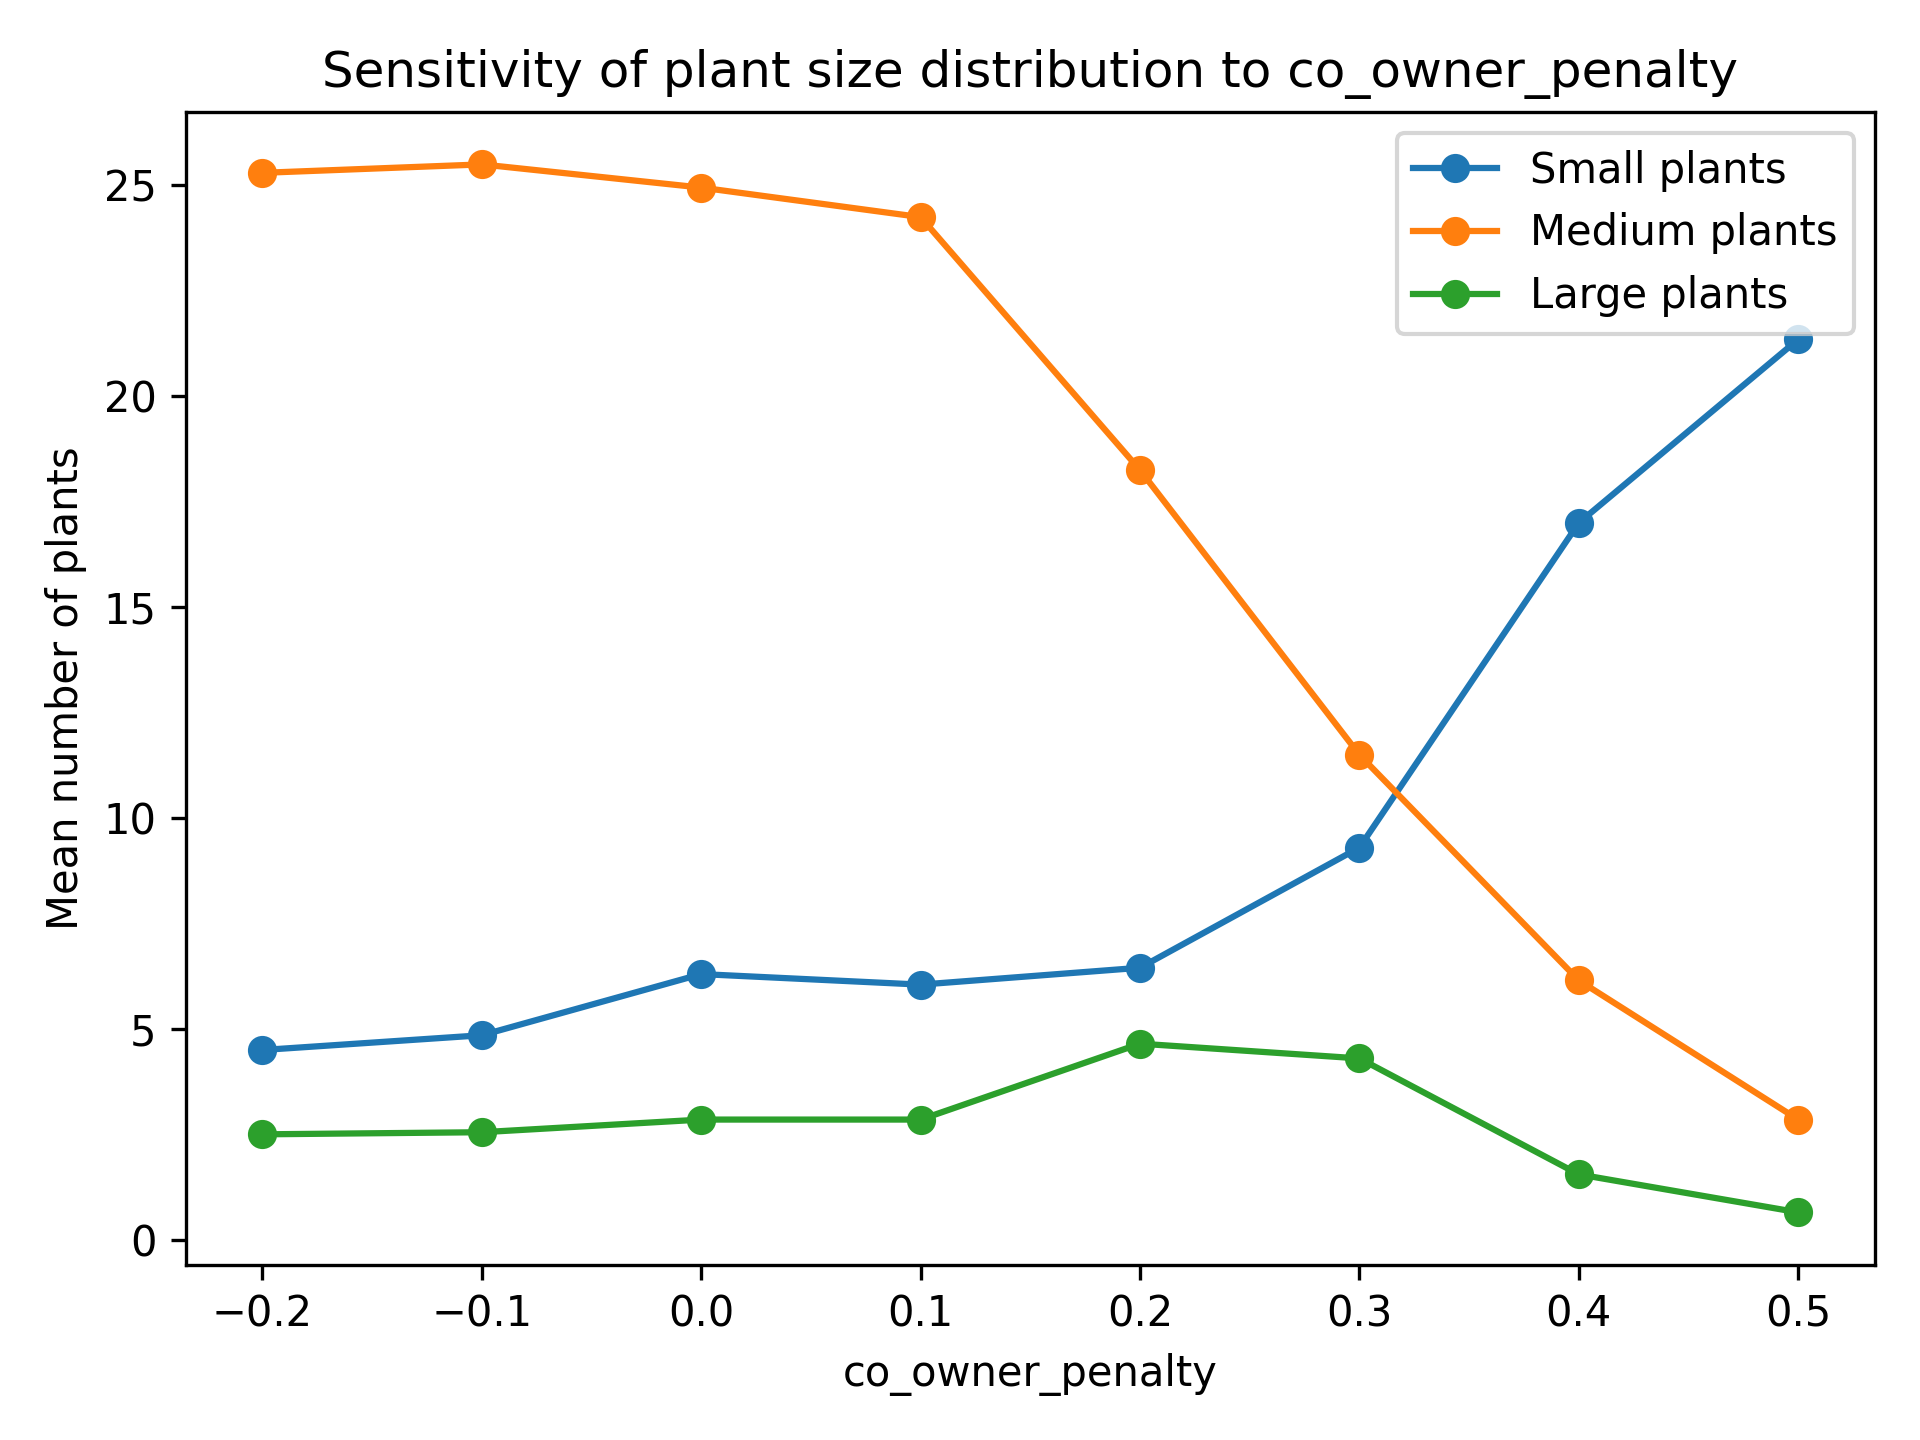 Sensitivity of plant size distribution to co_owner_penalty
Small plants
Medium plants
Large plants
Mean number of plants
25
20
15
10
5
0
−0.2 −0.1 0.0 0.1 0.2 0.3 0.4 0.5
co_owner_penalty